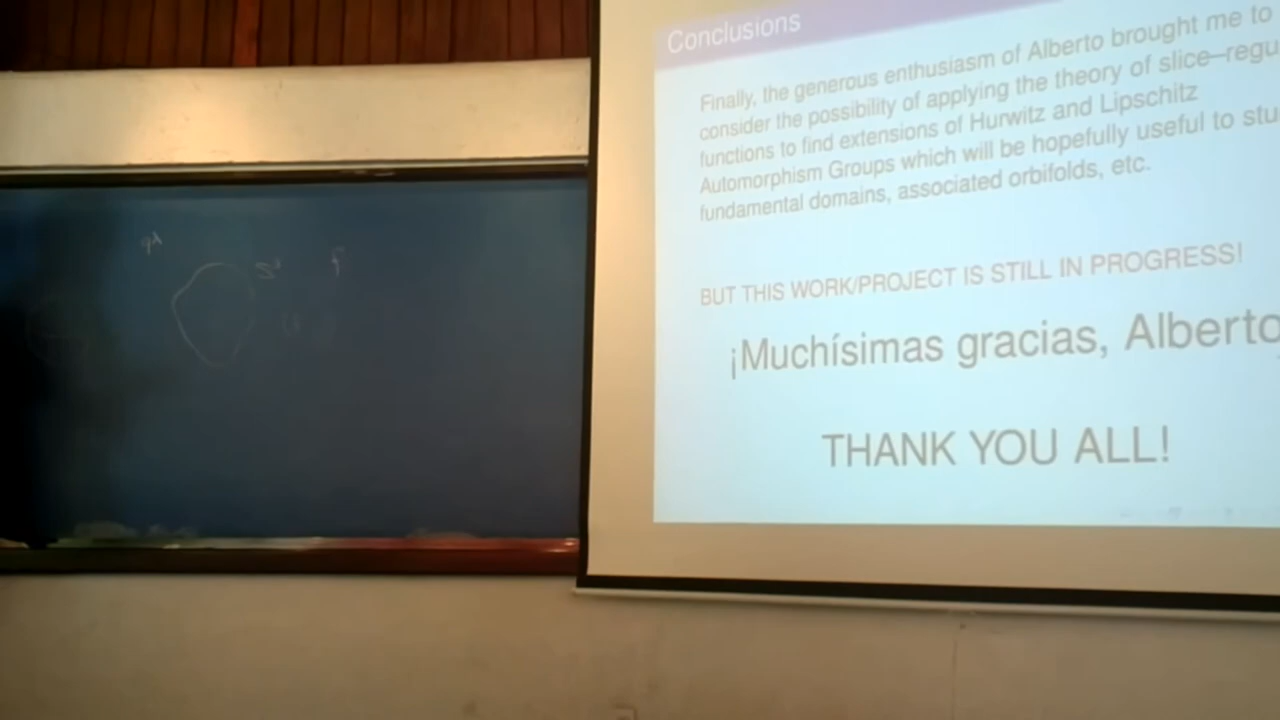 Conclusions
Finally, the generous enthusiasm of Alberto brought me to
consider the possibility of applying the theory of slice–regu
functions to find extensions of Hurwitz and Lipschitz
Automorphism Groups which will be hopefully useful to stu
fundamental domains, associated orbifolds, etc.
BUT THIS WORK/PROJECT IS STILL IN PROGRESS!
¡Muchísimas gracias, Alberto
THANK YOU ALL!